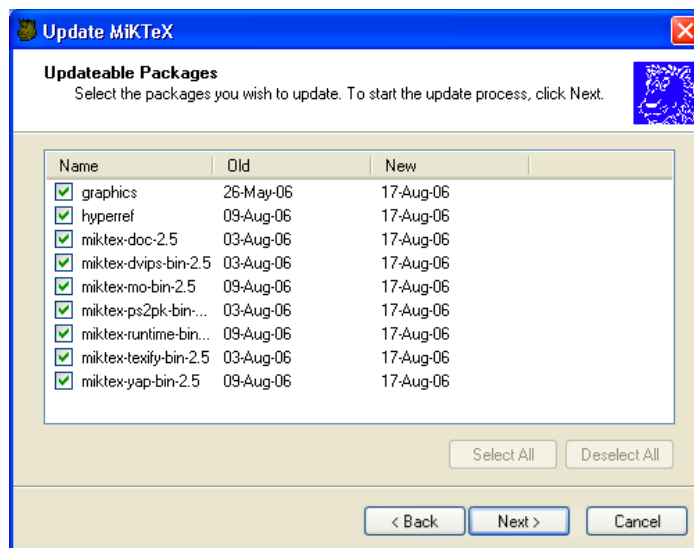 Update MiKTeX
Updateable Packages
Select the packages you wish to update. To start the update process, click Next.
Name Old New
graphics 26-May-06 17-Aug-06
hyperref 09-Aug-06 17-Aug-06
miktex-doc-2.5 03-Aug-06 17-Aug-06
miktex-dvips-bin-2.5 03-Aug-06 17-Aug-06
miktex-mo-bin-2.5 09-Aug-06 17-Aug-06
miktex-ps2pk-bin-... 03-Aug-06 17-Aug-06
miktex-runtime-bin... 09-Aug-06 17-Aug-06
miktex-texify-bin-2.5 03-Aug-06 17-Aug-06
miktex-yap-bin-2.5 09-Aug-06 17-Aug-06
Select All Deselect All
< Back Next > Cancel